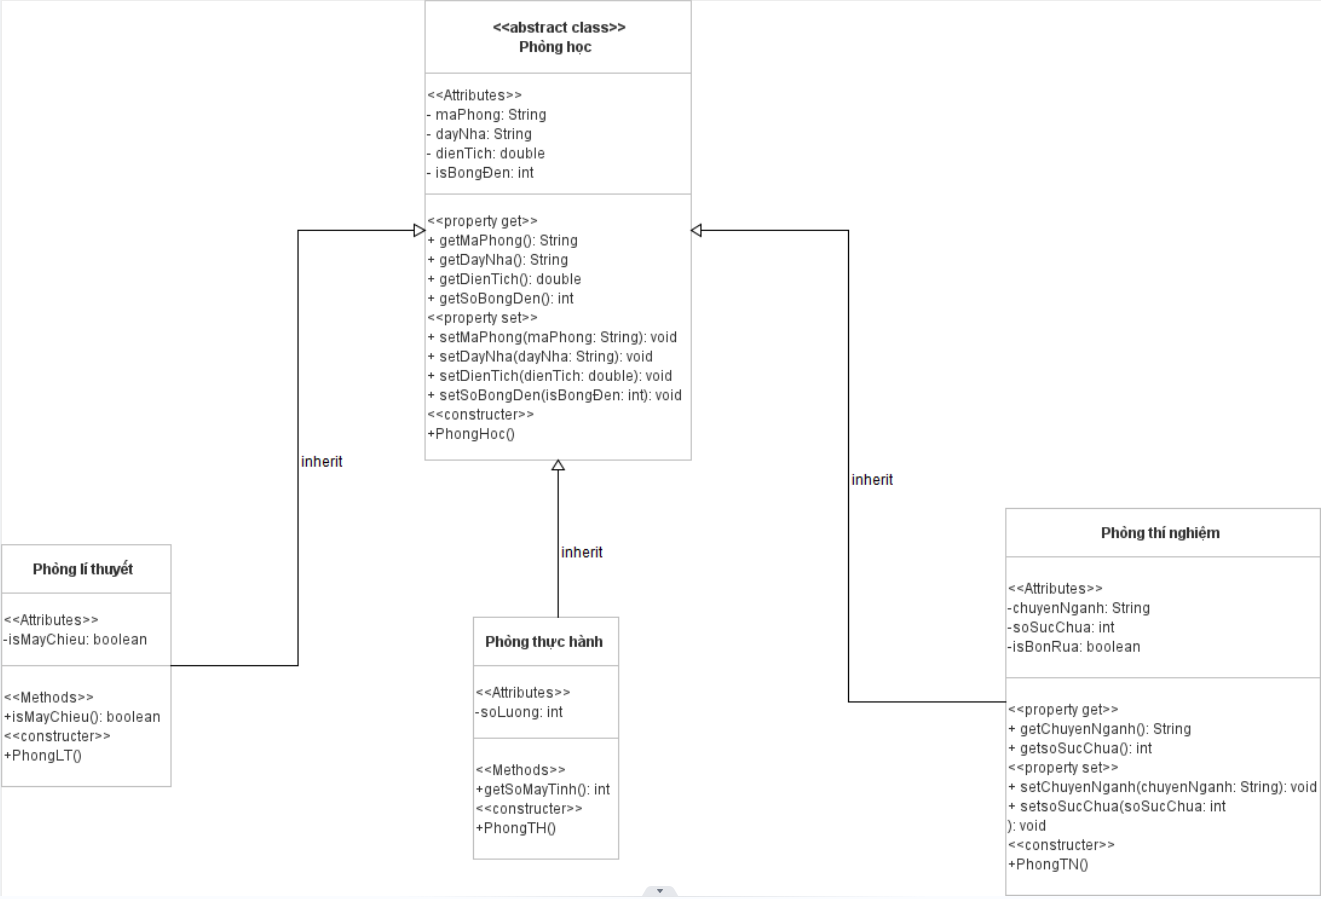 <<abstract class>>
Phòng học
<<Attributes>>
- maPhong: String
- dayNha: String
- dienTich: double
- isBongĐen: int
<<property get>>
+ getMaPhong(): String
+ getDayNha(): String
+ getDienTich(): double
+ getSoBongDen(): int
<<property set>>
+ setMaPhong(maPhong: String): void
+ setDayNha(dayNha: String): void
+ setDienTich(dienTich: double): void
+ setSoBongDen(isBongĐen: int): void
<<constructer>>
+PhongHoc()
inherit
inherit
inherit
Phòng lí thuyết
<<Attributes>>
-isMayChieu: boolean
<<Methods>>
+isMayChieu(): boolean
<<constructer>>
+PhongLT()
Phòng thực hành
<<Attributes>>
-soLuong: int
<<Methods>>
+getSoMayTinh(): int
<<constructer>>
+PhongTH()
Phòng thí nghiệm
<<Attributes>>
-chuyenNganh: String
-soSucChua: int
-isBonRua: boolean
<<property get>>
+ getChuyenNganh(): String
+ getsoSucChua(): int
<<property set>>
+ setChuyenNganh(chuyenNganh: String): void
+ setsoSucChua(soSucChua: int
): void
<<constructer>>
+PhongTN()